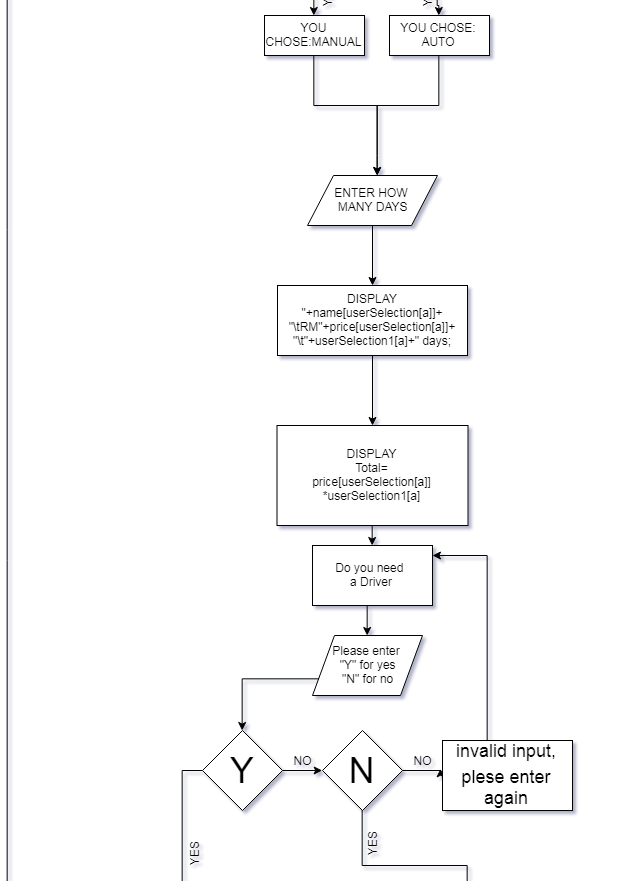 Y
Y
YOU
CHOSE:MANUAL
YOU CHOSE:
AUTO
ENTER HOW
MANY DAYS
DISPLAY
"+name[userSelection[a]]+
"\tRM"+price[userSelection[a]]+
"\t"+userSelection1[a]+" days;
DISPLAY
Total=
price[userSelection[a]]
*userSelection1[a]
Do you need
a Driver
Please enter
"Y" for yes
"N" for no
Y
NO
N
NO
invalid input,
plese enter
again
YES
YES